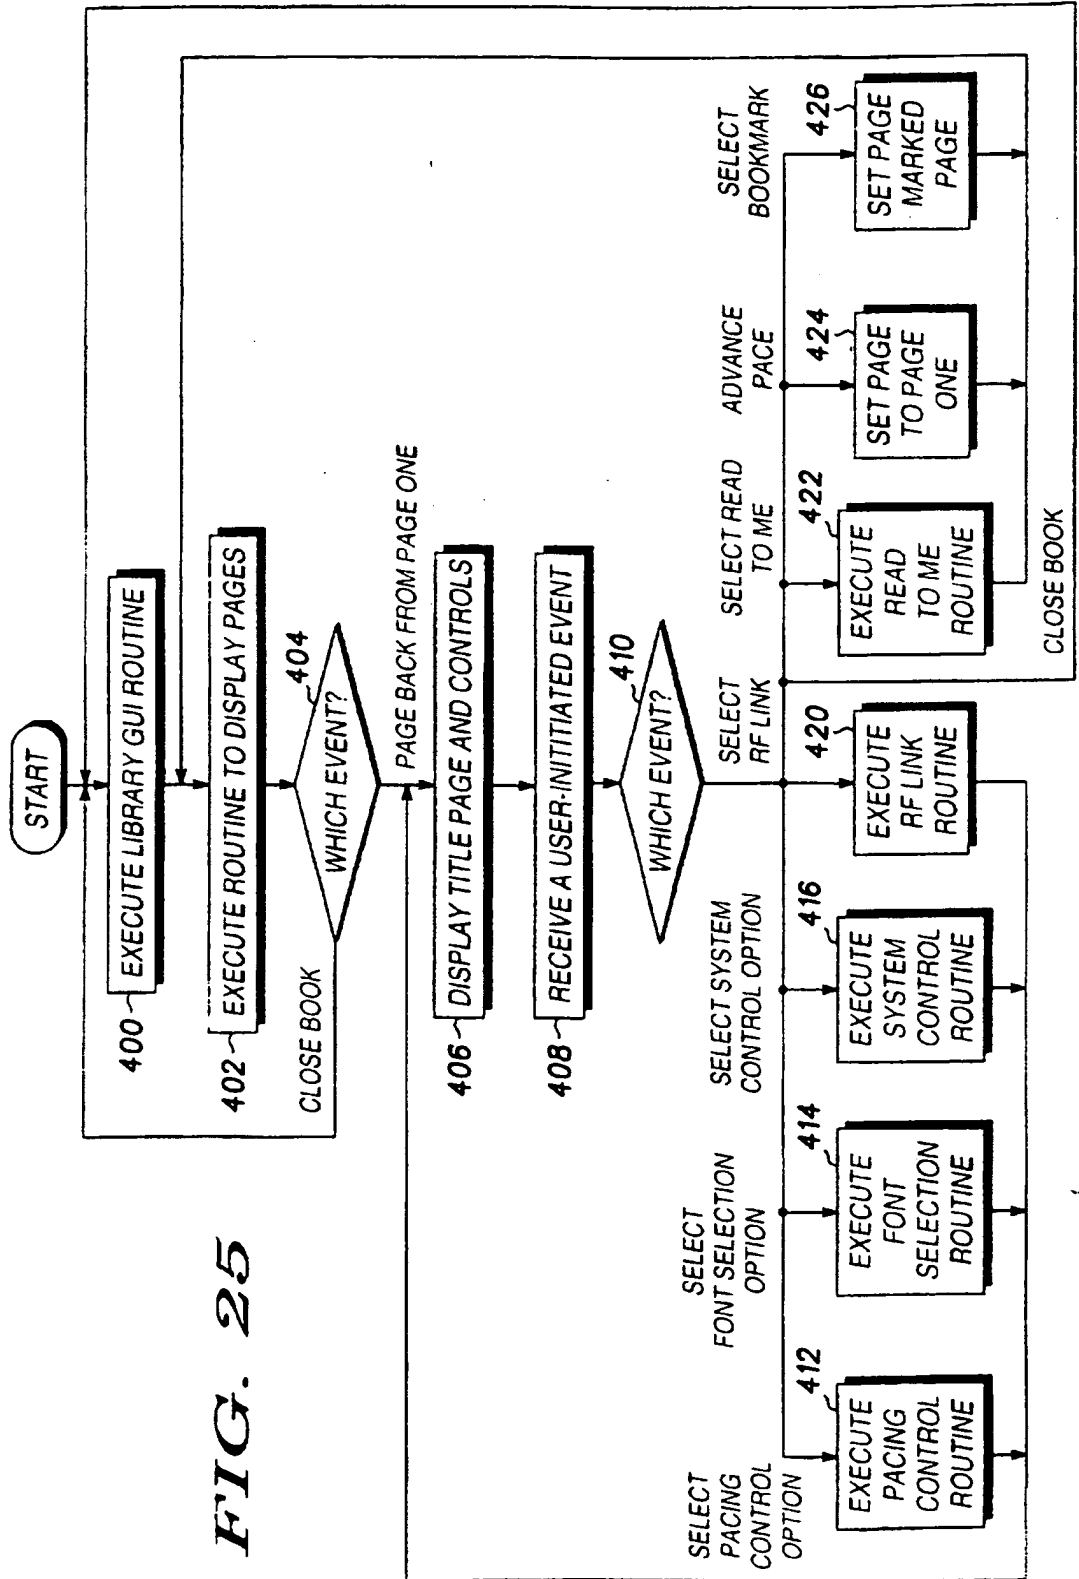 START
400
EXECUTE LIBRARY GUI ROUTINE
402
EXECUTE ROUTINE TO DISPLAY PAGES
404
WHICH EVENT?
CLOSE BOOK
PAGE BACK FROM PAGE ONE
406
DISPLAY TITLE PAGE AND CONTROLS
408
RECEIVE A USER-INITITIATED EVENT
410
WHICH EVENT?
SELECT
PACING
CONTROL
OPTION
412
EXECUTE
PACING
CONTROL
ROUTINE
SELECT
FONT SELECTION
OPTION
414
EXECUTE
FONT
SELECTION
ROUTINE
SELECT SYSTEM
CONTROL OPTION
416
EXECUTE
SYSTEM
CONTROL
ROUTINE
SELECT
RF LINK
420
EXECUTE
RF LINK
ROUTINE
SELECT READ
TO ME
422
EXECUTE
READ
TO ME
ROUTINE
ADVANCE
PACE
424
SET PAGE
TO PAGE
ONE
SELECT
BOOKMARK
426
SET PAGE
MARKED
PAGE
CLOSE BOOK
FIG. 25